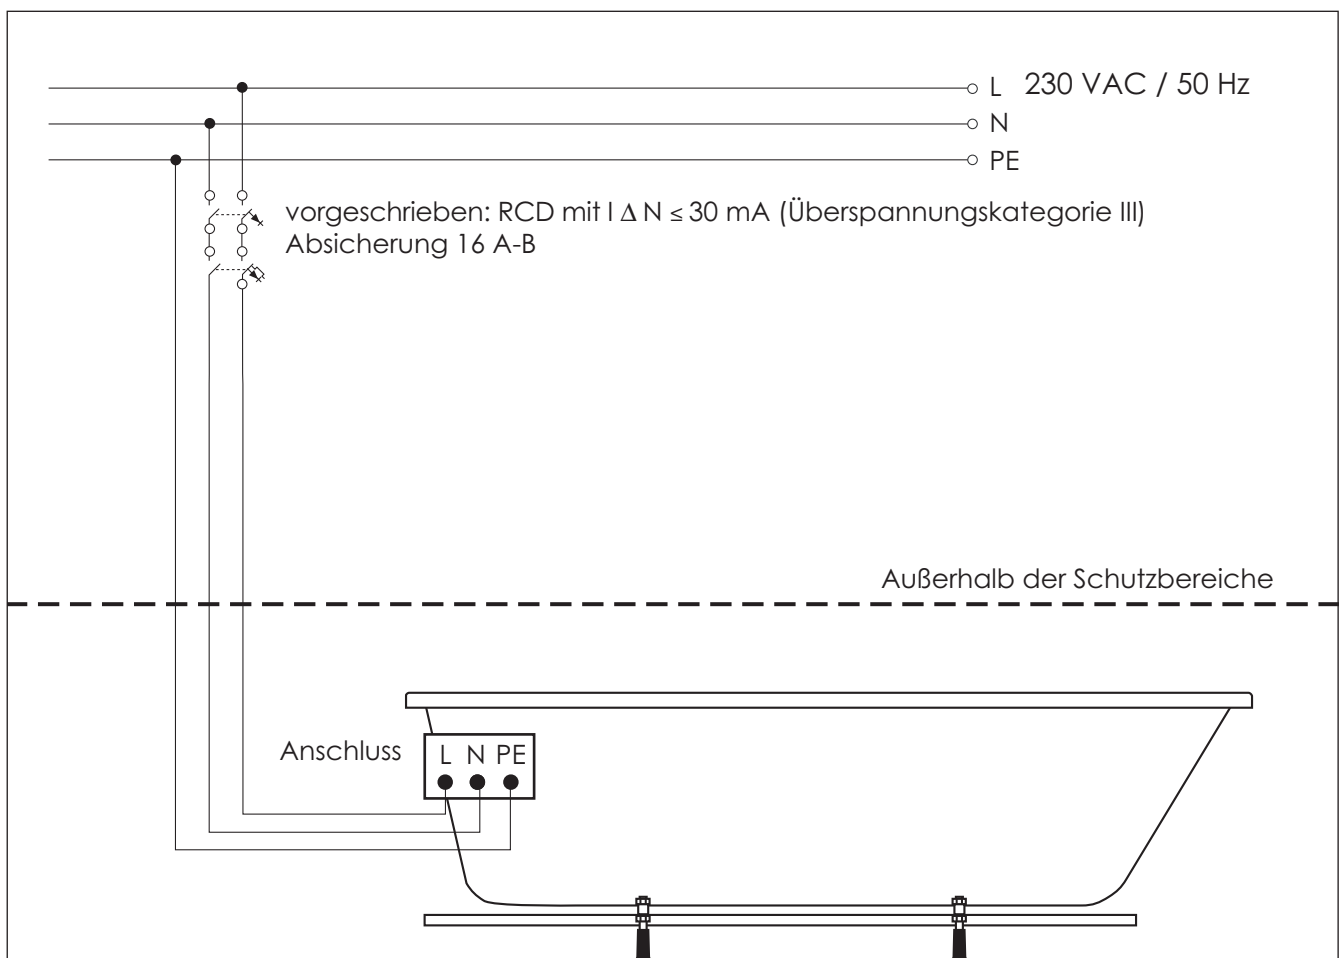 L 230 VAC / 50 Hz
N
PE
vorgeschrieben: RCD mit I Δ N ≤ 30 mA (Überspannungskategorie III)
Absicherung 16 A-B
Außerhalb der Schutzbereiche
Anschluss L N PE